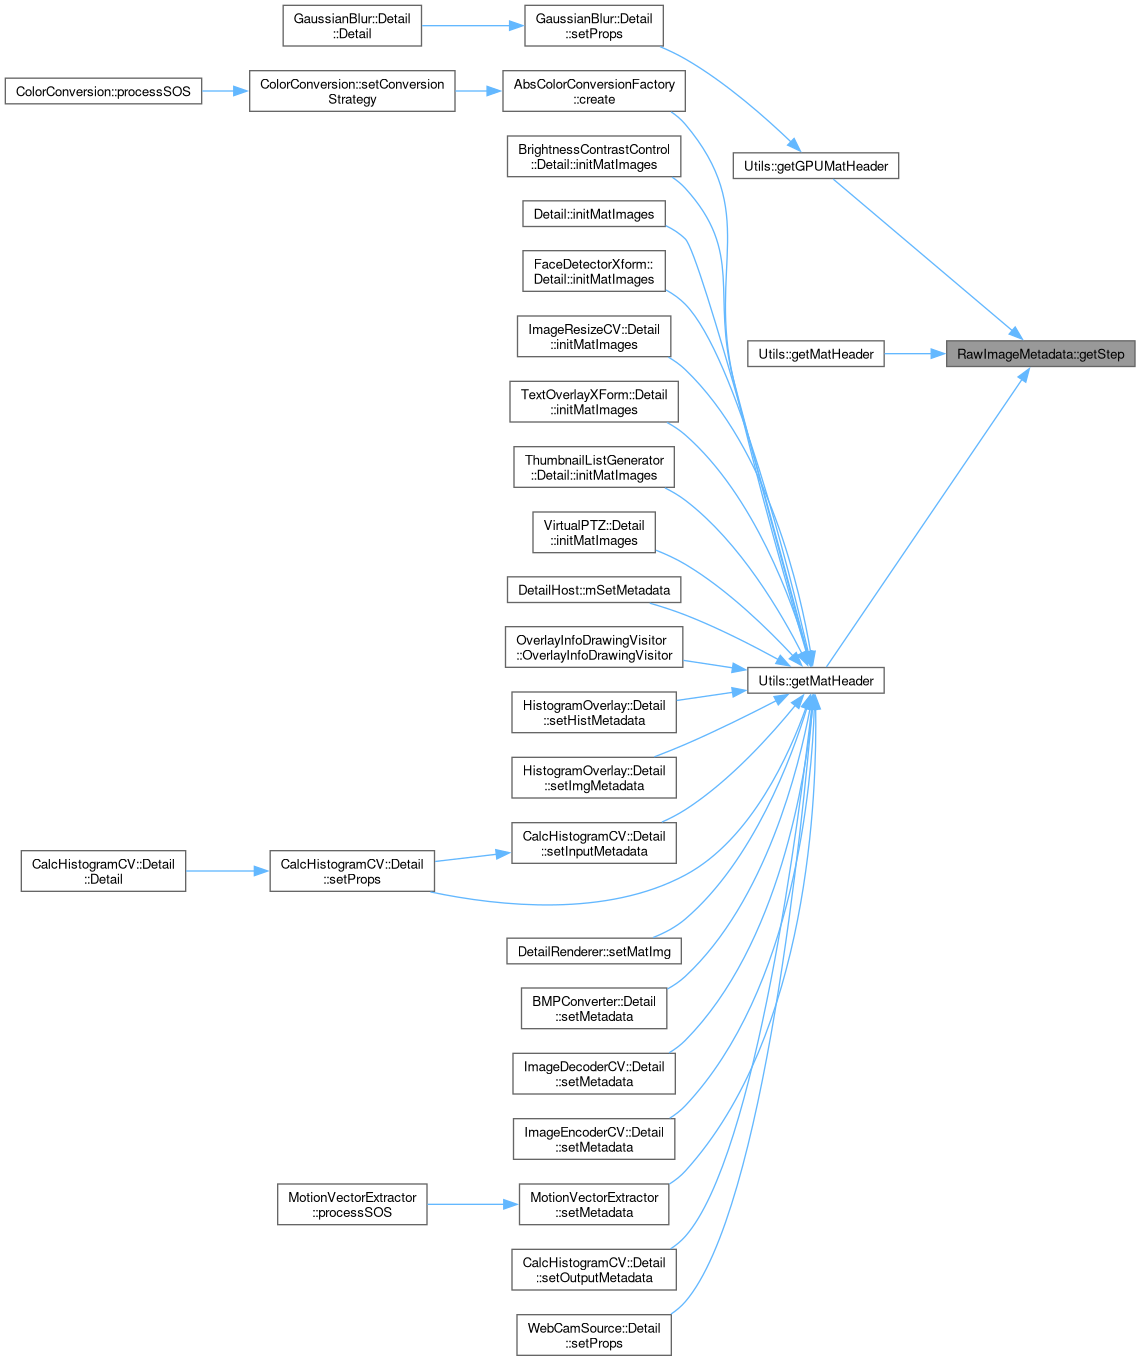 GaussianBlur::Detail
::Detail
GaussianBlur::Detail
::setProps
ColorConversion::processSOS
ColorConversion::setConversion
Strategy
AbsColorConversionFactory
::create
BrightnessContrastControl
::Detail::initMatImages
Utils::getGPUMatHeader
Detail::initMatImages
FaceDetectorXform::
Detail::initMatImages
ImageResizeCV::Detail
::initMatImages
Utils::getMatHeader
RawImageMetadata::getStep
TextOverlayXForm::Detail
::initMatImages
ThumbnailListGenerator
::Detail::initMatImages
VirtualPTZ::Detail
::initMatImages
DetailHost::mSetMetadata
OverlayInfoDrawingVisitor
::OverlayInfoDrawingVisitor
Utils::getMatHeader
HistogramOverlay::Detail
::setHistMetadata
HistogramOverlay::Detail
::setImgMetadata
CalcHistogramCV::Detail
::setInputMetadata
CalcHistogramCV::Detail
::Detail
CalcHistogramCV::Detail
::setProps
DetailRenderer::setMatImg
BMPConverter::Detail
::setMetadata
ImageDecoderCV::Detail
::setMetadata
ImageEncoderCV::Detail
::setMetadata
MotionVectorExtractor
::processSOS
MotionVectorExtractor
::setMetadata
CalcHistogramCV::Detail
::setOutputMetadata
WebCamSource::Detail
::setProps